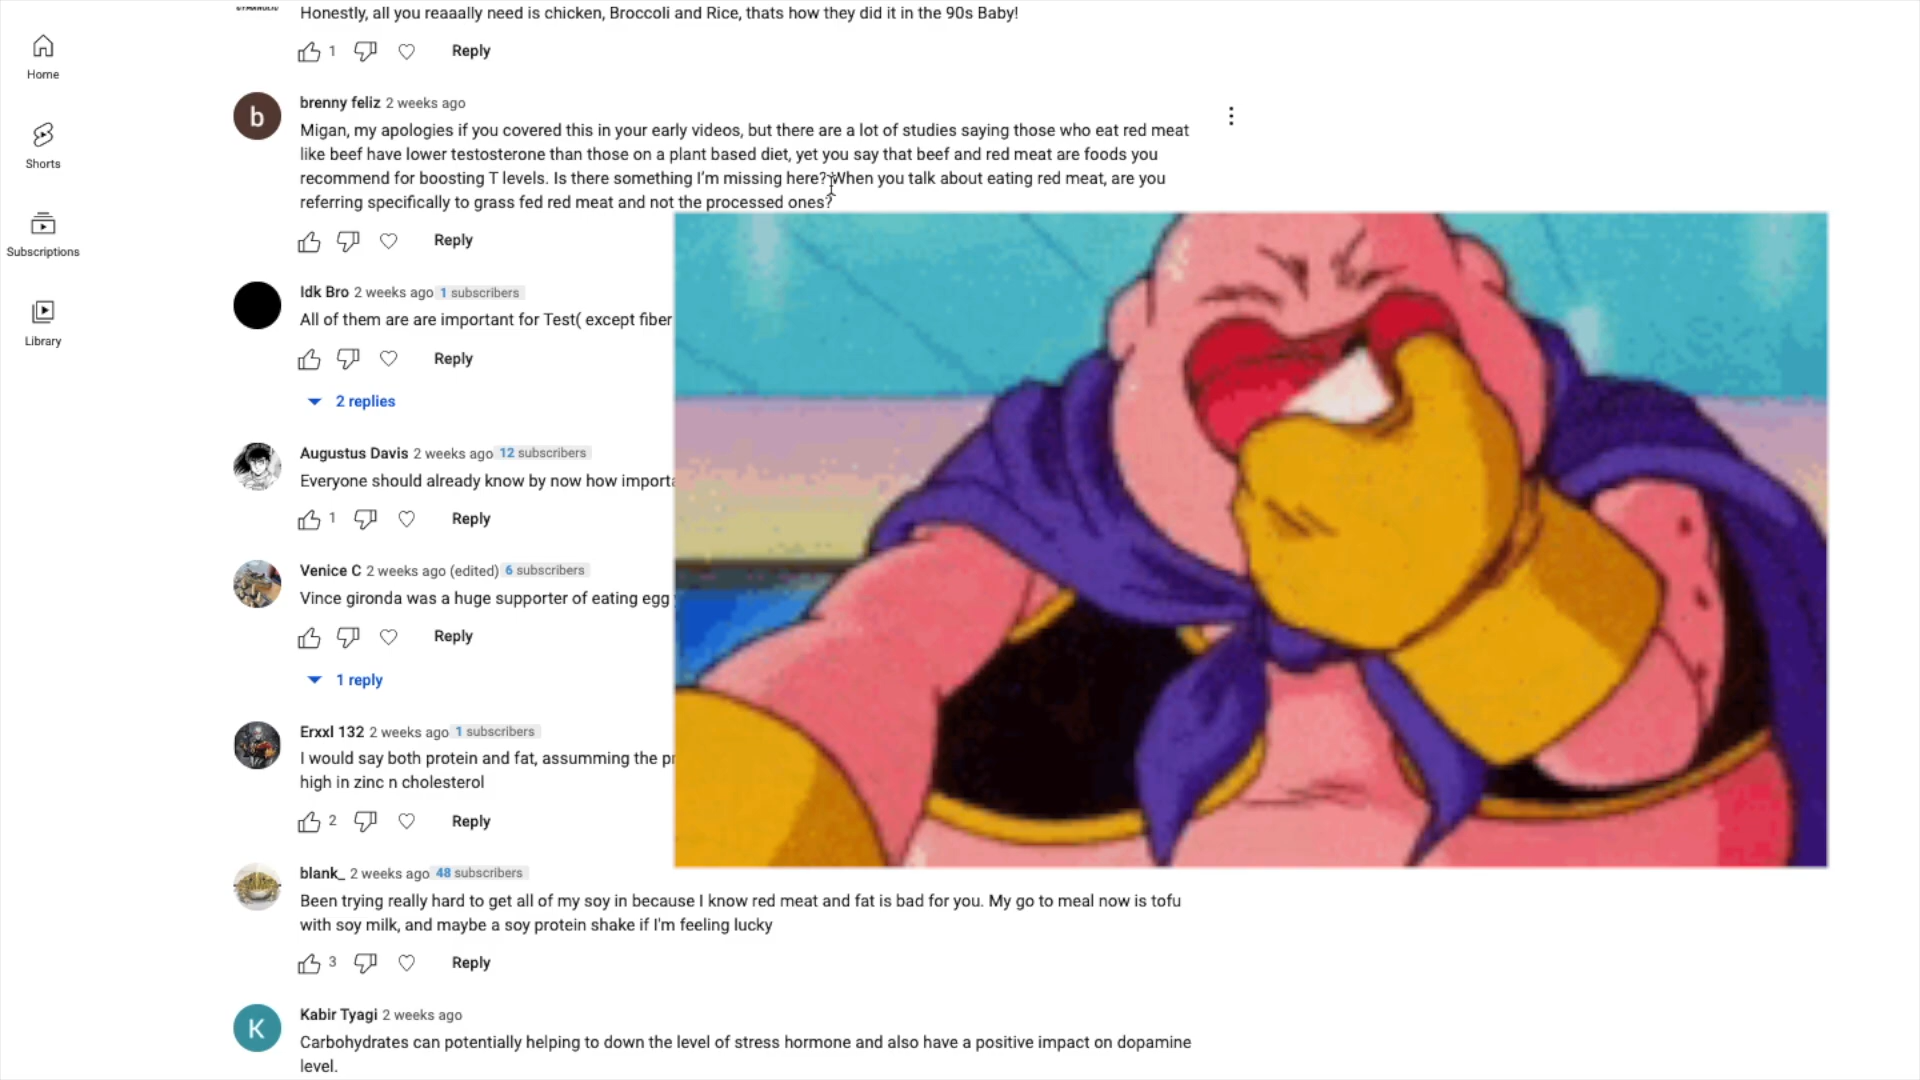 Honestly, all you reaaally need is chicken, Broccoli and Rice, thats how they did it in the 90s Baby!
1 Reply
Home
brenny feliz 2 weeks ago
b
Migan, my apologies if you covered this in your early videos, but there are a lot of studies saying those who eat red meat
like beef have lower testosterone than those on a plant based diet, yet you say that beef and red meat are foods you
recommend for boosting T levels. Is there something I'm missing here? When you talk about eating red meat, are you
referring specifically to grass fed red meat and not the processed ones?
Shorts
Reply
Subscriptions
Idk Bro 2 weeks ago 1 subscribers
All of them are are important for Test( except fiber
Library
Reply
2 replies
Augustus Davis 2 weeks ago 12 subscribers
Everyone should already know by now how importa
1 Reply
Venice C 2 weeks ago (edited) 6 subscribers
Vince gironda was a huge supporter of eating egg
Reply
1 reply
Erxxl 132 2 weeks ago 1 subscribers
I would say both protein and fat, assumming the pr
high in zinc n cholesterol
2 Reply
blank_ 2 weeks ago 48 subscribers
Been trying really hard to get all of my soy in because I know red meat and fat is bad for you. My go to meal now is tofu
with soy milk, and maybe a soy protein shake if I'm feeling lucky
3 Reply
Kabir Tyagi 2 weeks ago
K
Carbohydrates can potentially helping to down the level of stress hormone and also have a positive impact on dopamine
level.